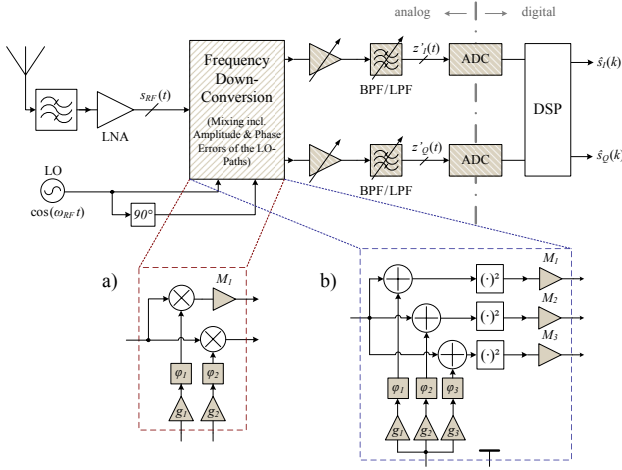 analog digital
Frequency
Down-
Conversion
(Mixing incl.
Amplitude & Phase
Errors of the LO-
Paths)
s_RF(t)
LNA
z'_I(t)
BPF/LPF
ADC
ŝ_I(k)
DSP
z'_Q(t)
BPF/LPF
ADC
ŝ_Q(k)
LO
cos(ω_RF t)
90°
a)
M_1
φ_1 φ_2
g_1 g_2
b)
(·)² M_1
(·)² M_2
(·)² M_3
φ_1 φ_2 φ_3
g_1 g_2 g_3